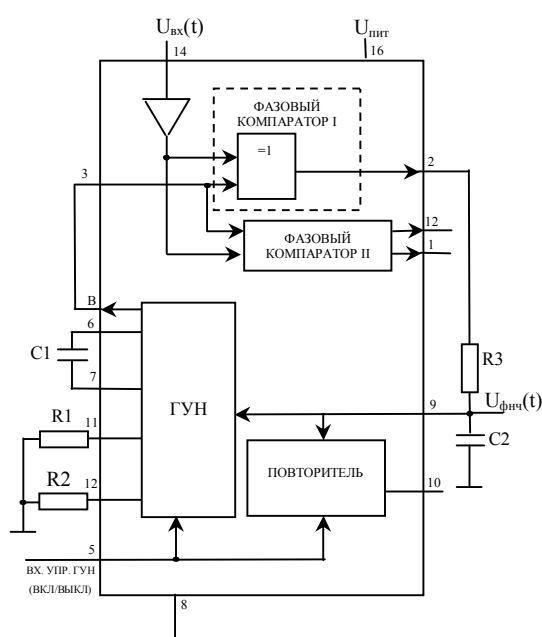 Uвх(t)
Uпит
14
16
ФАЗОВЫЙ
КОМПАРАТОР I
=1
3
2
12
ФАЗОВЫЙ
КОМПАРАТОР II
1
В
6
C1
7
ГУН
R3
9
Uфнч(t)
R1
11
C2
ПОВТОРИТЕЛЬ
R2
12
10
5
ВХ. УПР. ГУН
(ВКЛ/ВЫКЛ)
8